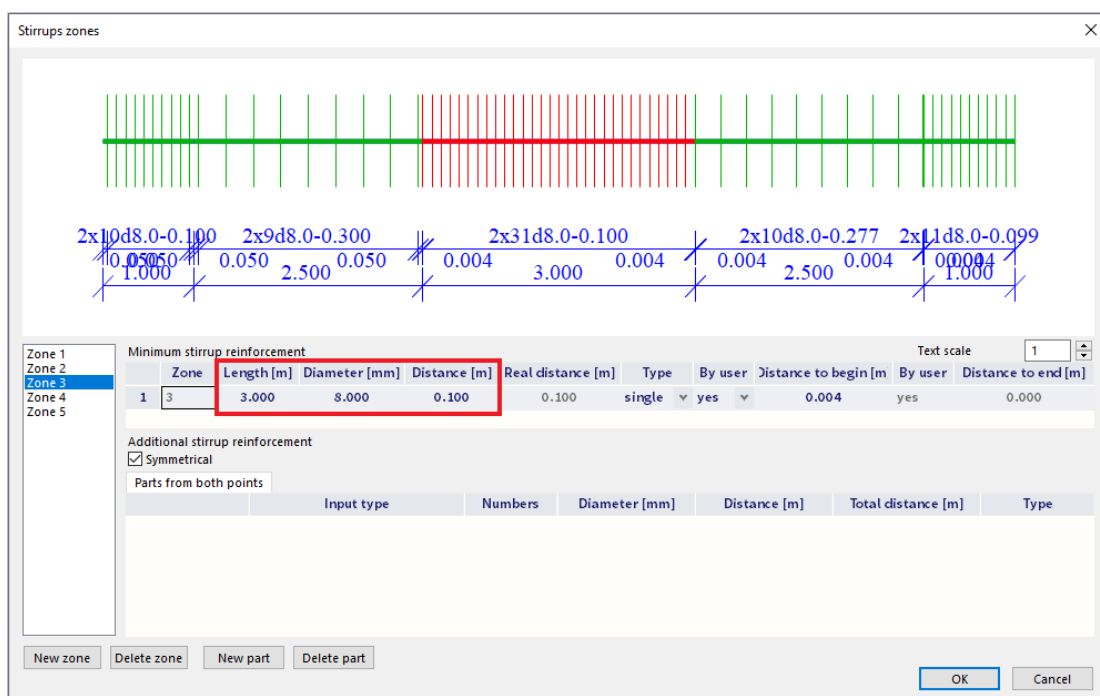 Stirrups zones
2x10d8.0-0.100 2x9d8.0-0.300 2x31d8.0-0.100 2x10d8.0-0.277 2x11d8.0-0.099
0.050 0.050 0.050 0.050 0.004 0.004 0.004 0.004 0.004
1.000 2.500 3.000 2.500 1.000
Zone 1
Zone 2
Zone 3
Zone 4
Zone 5
Minimum stirrup reinforcement Text scale 1
Zone Length [m] Diameter [mm] Distance [m] Real distance [m] Type By user Distance to begin [m By user Distance to end [m]
1 3 3.000 8.000 0.100 0.100 single yes 0.004 yes 0.000
Additional stirrup reinforcement
Symmetrical
Parts from both points
Input type Numbers Diameter [mm] Distance [m] Total distance [m] Type
New zone Delete zone New part Delete part
OK Cancel